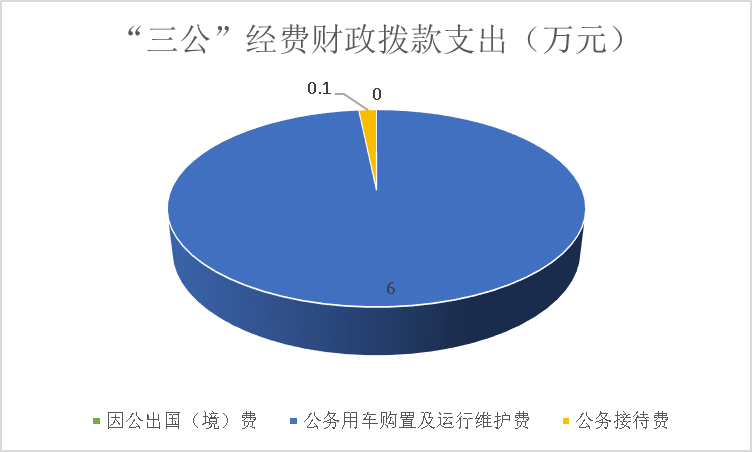 “三公”经费财政拨款支出（万元）
0.1
0
6
因公出国（境）费
公务用车购置及运行维护费
公务接待费